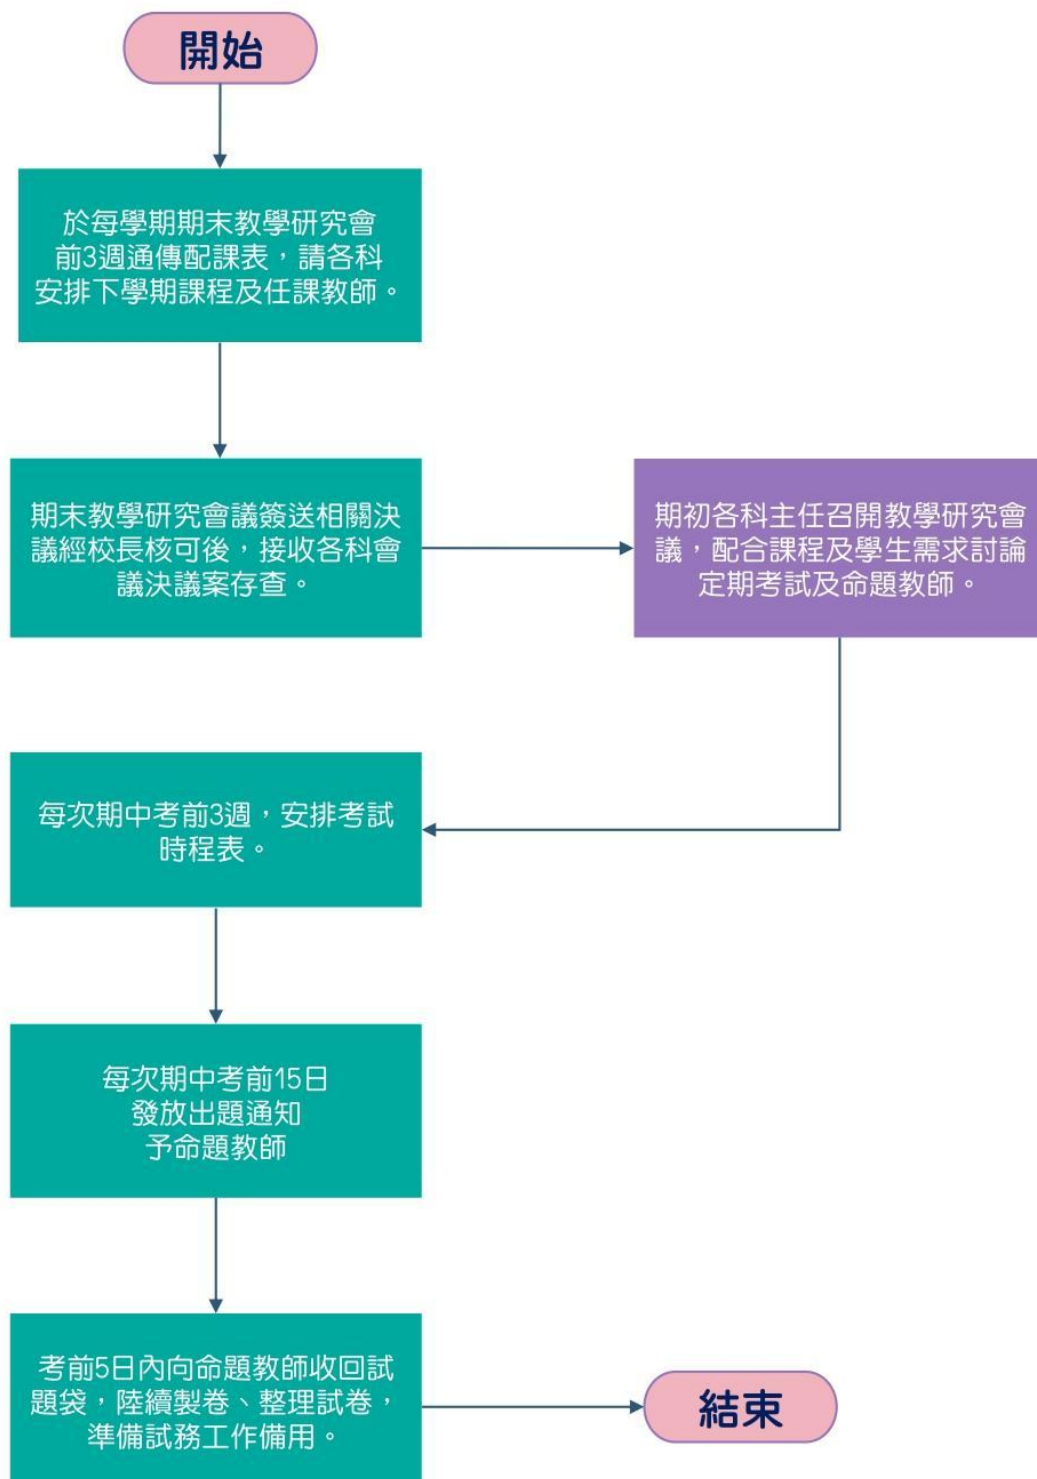 開始
於每學期期末教學研究會
前3週通傳配課表，請各科
安排下學期課程及任課教師。
期末教學研究會議簽送相關決
議經校長核可後，接收各科會
議決議案存查。
期初各科主任召開教學研究會
議，配合課程及學生需求討論
定期考試及命題教師。
每次期中考前3週，安排考試
時程表。
每次期中考前15日
發放出題通知
予命題教師
考前5日內向命題教師收回試
題袋，陸續製卷、整理試卷，
準備試務工作備用。
結束